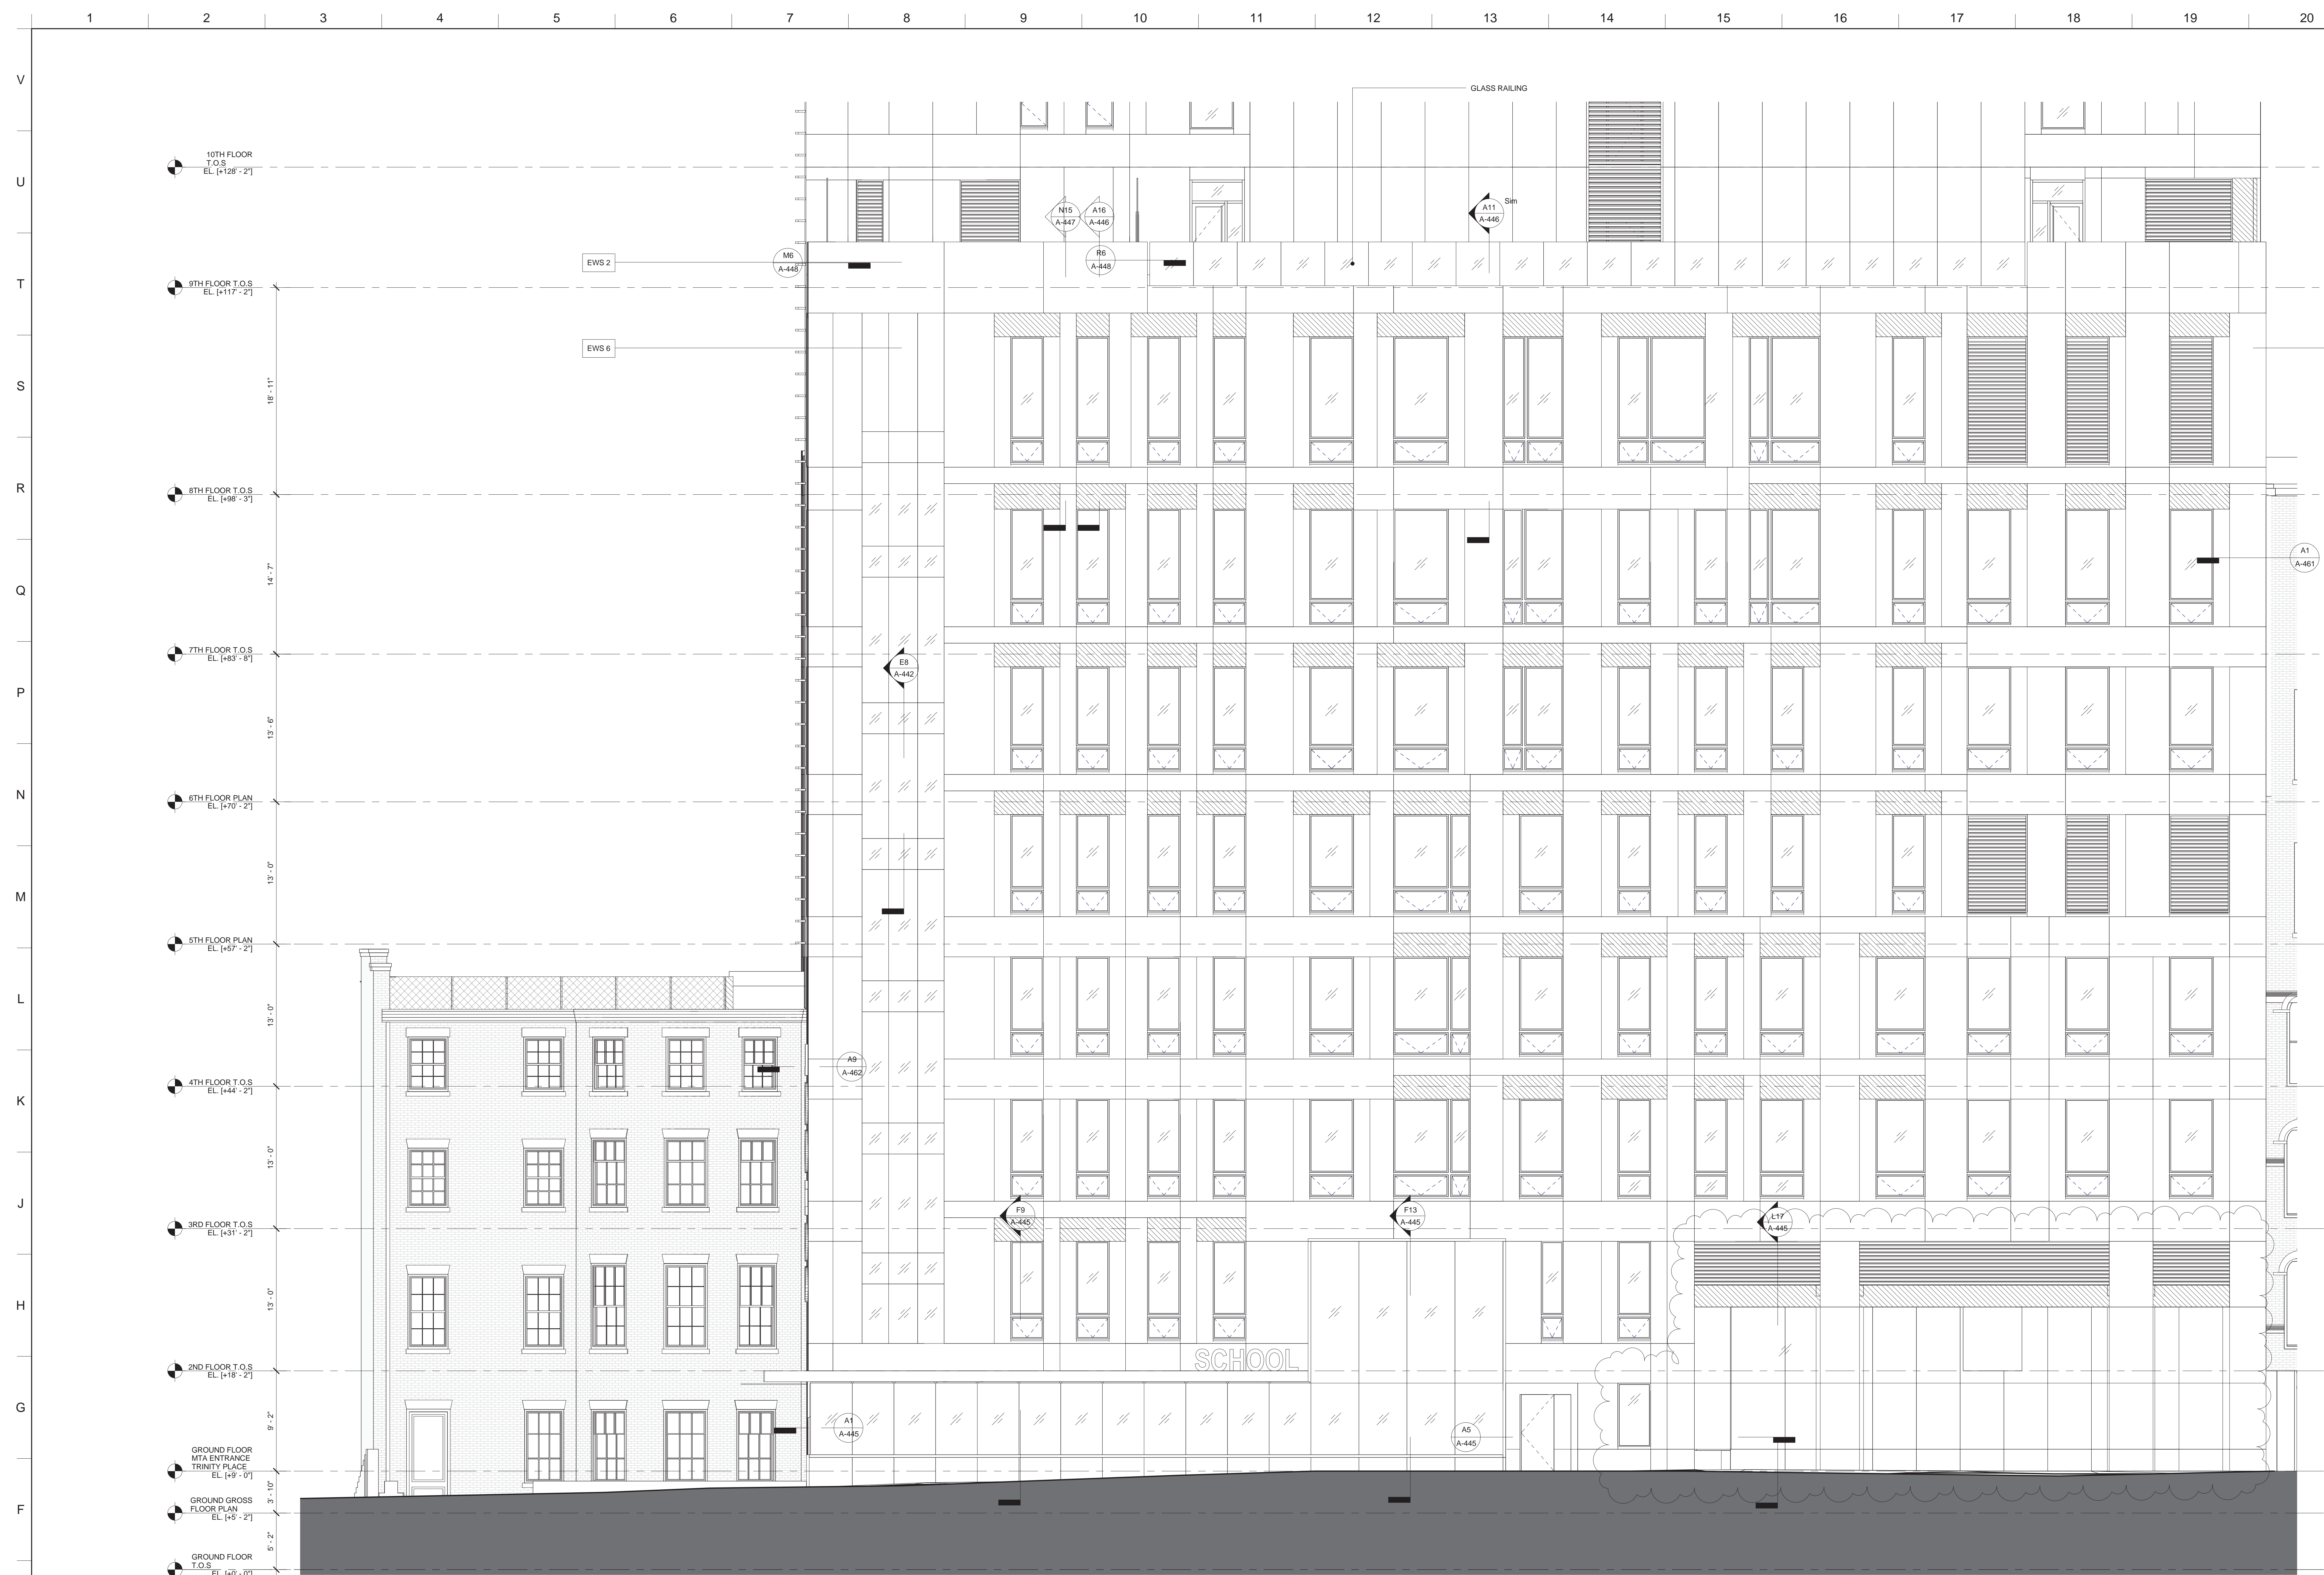 1 2 3 4 5 6 7 8 9 10 11 12 13 14 15 16 17 18 19 20
V
GLASS RAILING
10TH FLOOR
T.O.S
EL. [+128' - 2"]
U
N15
A-447
A16
A-446
A11
A-446
Sim
EWS 2
M6
A-448
R6
A-448
T
9TH FLOOR T.O.S
EL. [+117' - 2"]
EWS 6
S
18' - 11"
R
8TH FLOOR T.O.S
EL. [+98' - 3"]
A1
A-461
14' - 7"
Q
7TH FLOOR T.O.S
EL. [+83' - 8"]
E8
A-442
P
13' - 6"
N
6TH FLOOR PLAN
EL. [+70' - 2"]
13' - 0"
M
5TH FLOOR PLAN
EL. [+57' - 2"]
L
13' - 0"
A9
A-462
4TH FLOOR T.O.S
EL. [+44' - 2"]
K
13' - 0"
J
F9
A-445
F13
A-445
L17
A-445
3RD FLOOR T.O.S
EL. [+31' - 2"]
13' - 0"
H
SCHOOL
2ND FLOOR T.O.S
EL. [+18' - 2"]
G
9' - 2"
A1
A-445
A5
A-445
GROUND FLOOR
MTA ENTRANCE
TRINITY PLACE
EL. [+9' - 0"]
3' - 10"
GROUND GROSS
FLOOR PLAN
EL. [+5' - 2"]
F
5' - 2"
GROUND FLOOR
T.O.S
EL. [+0' - 0"]